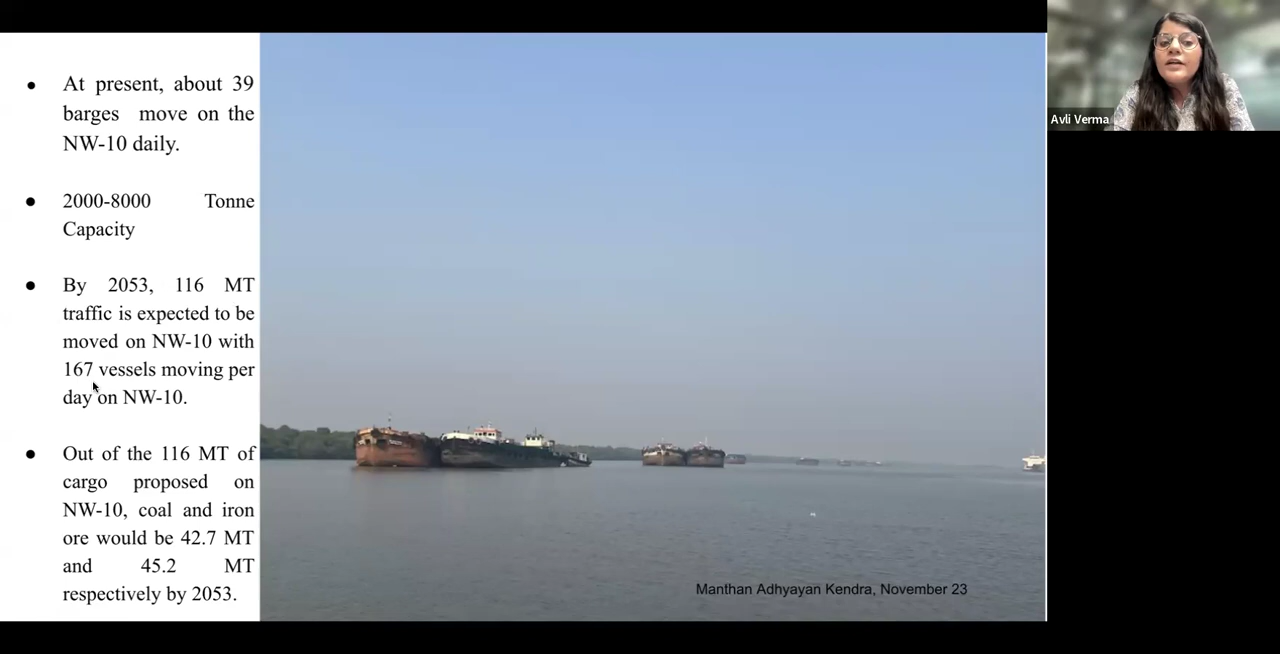 • At present, about 39
barges move on the
NW-10 daily.
• 2000-8000 Tonne
Capacity
• By 2053, 116 MT
traffic is expected to be
moved on NW-10 with
167 vessels moving per
day on NW-10.
• Out of the 116 MT of
cargo proposed on
NW-10, coal and iron
ore would be 42.7 MT
and 45.2 MT
respectively by 2053.
Manthan Adhyayan Kendra, November 23
Avli Verma